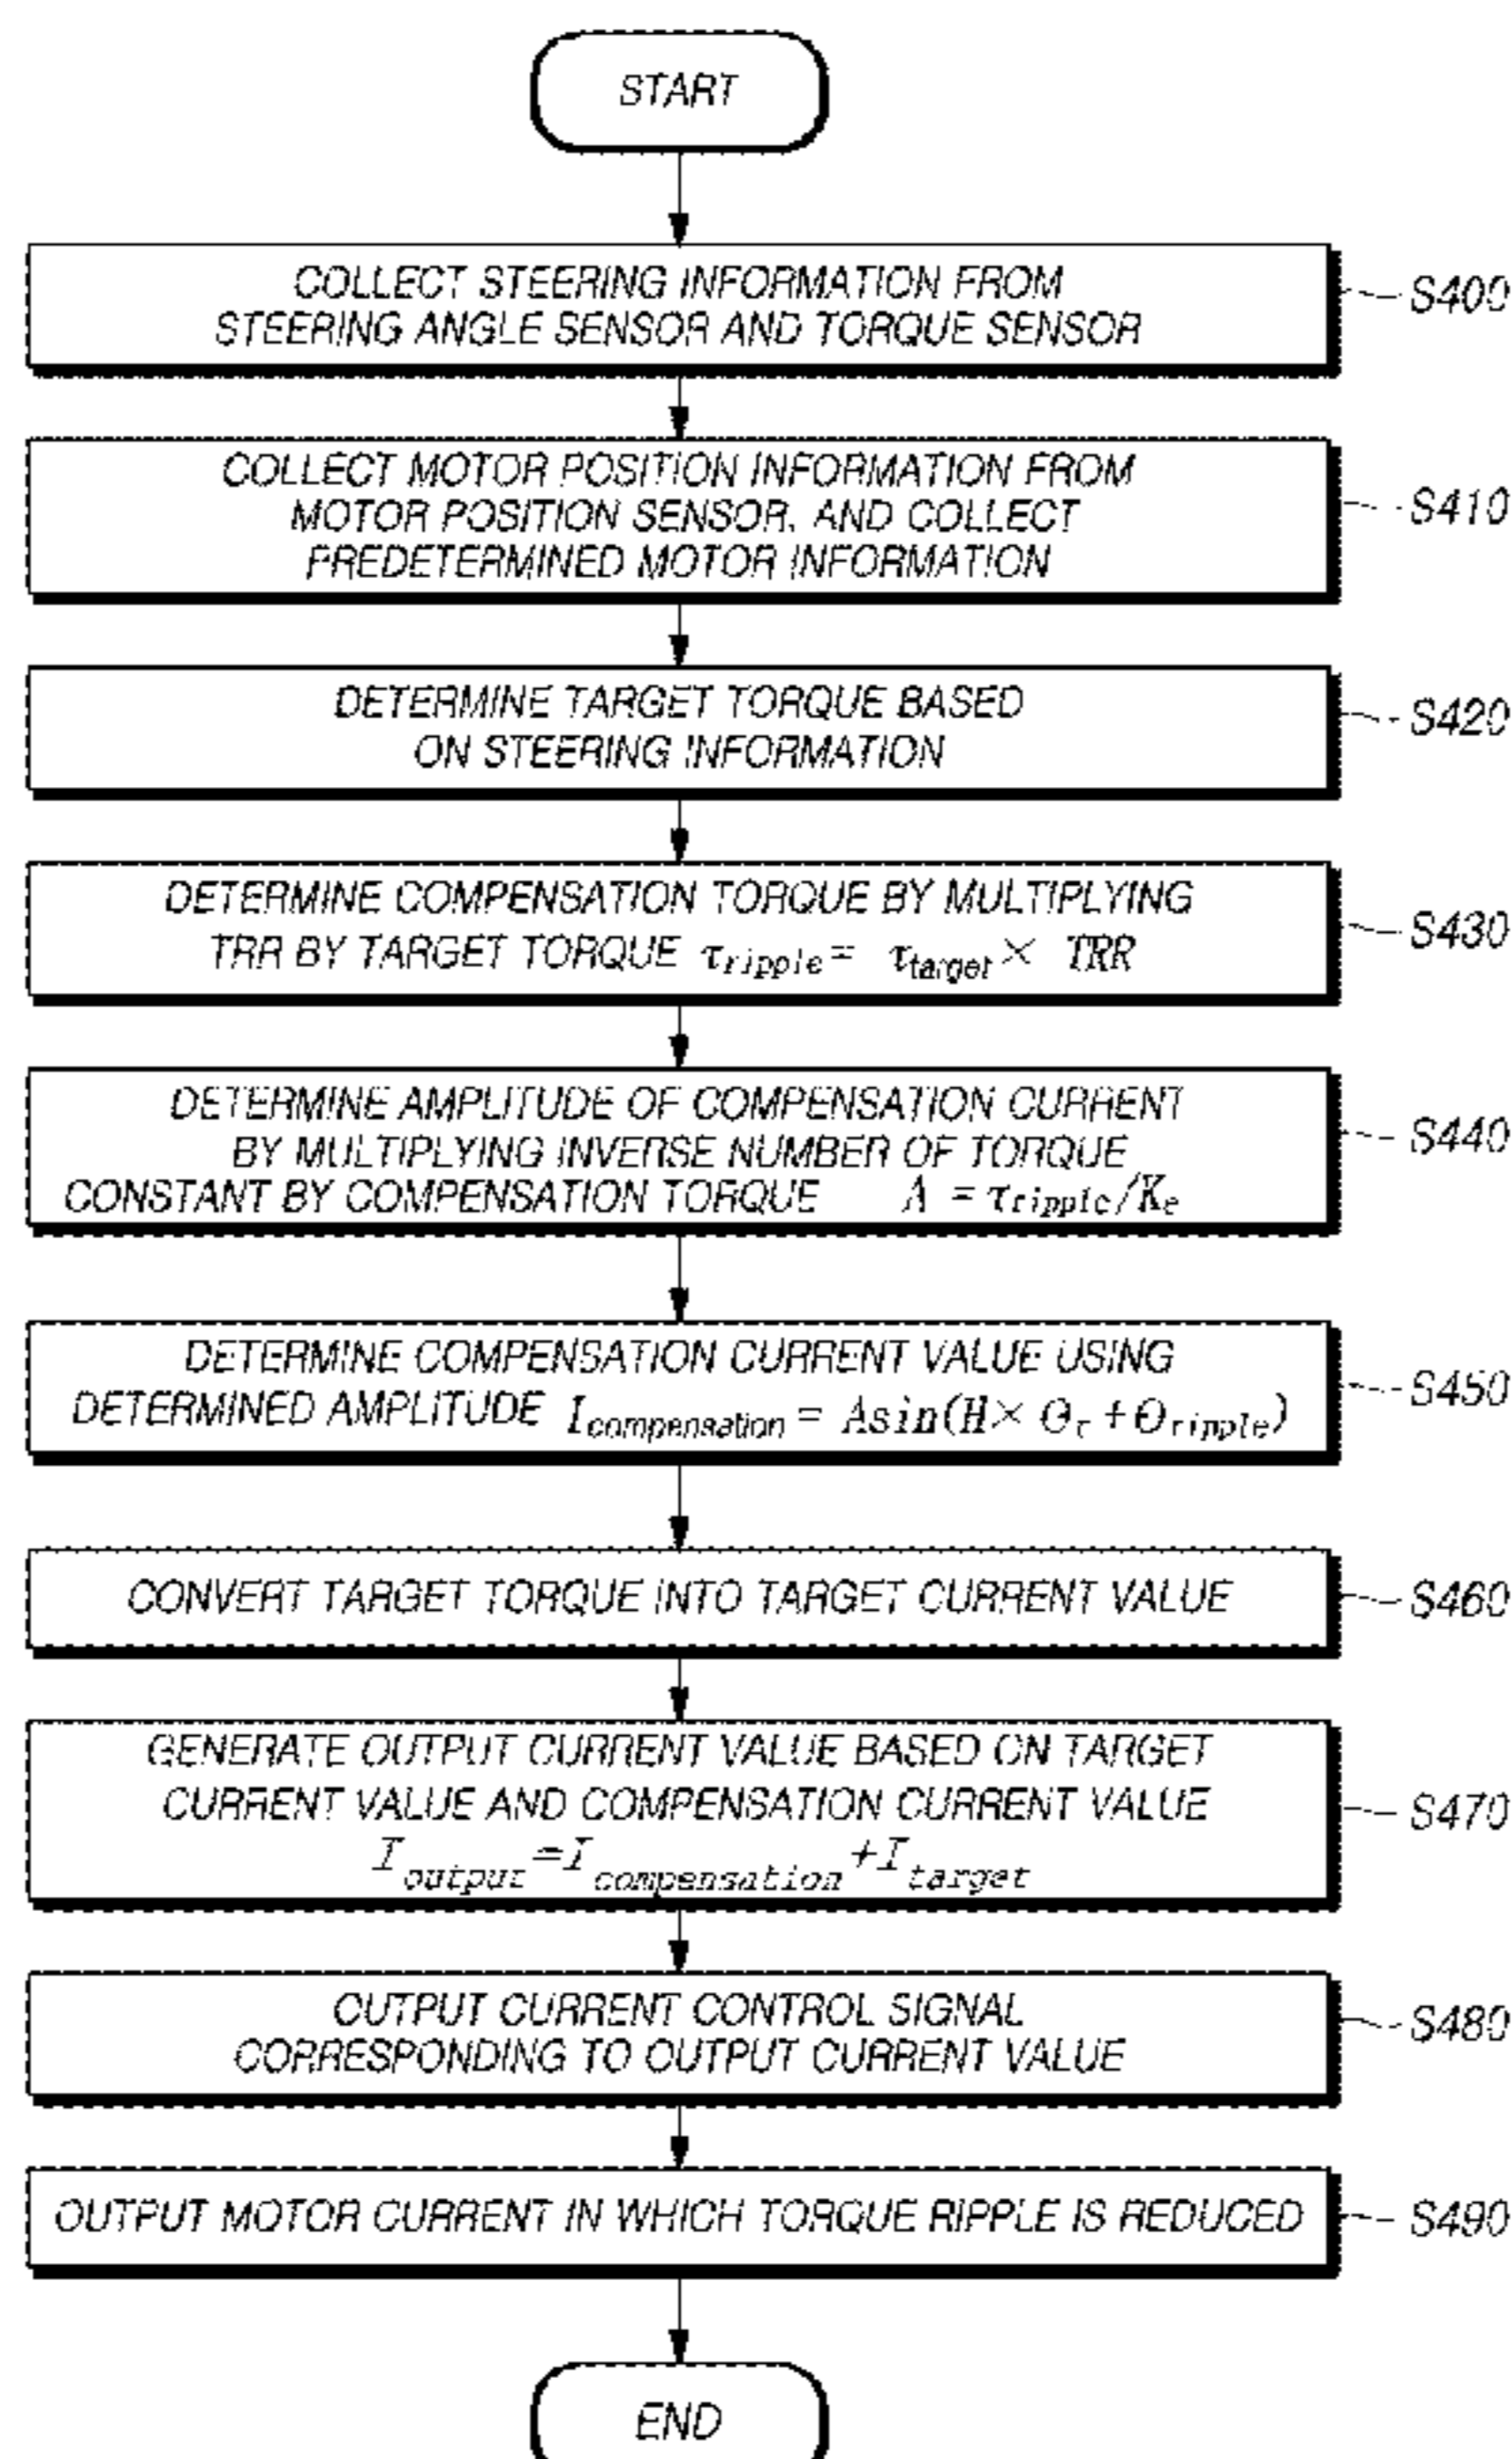 START
COLLECT STEERING INFORMATION FROM
STEERING ANGLE SENSOR AND TORQUE SENSOR
S400
COLLECT MOTOR POSITION INFORMATION FROM
MOTOR POSITION SENSOR, AND COLLECT
PREDETERMINED MOTOR INFORMATION
S410
DETERMINE TARGET TORQUE BASED
ON STEERING INFORMATION
S420
DETERMINE COMPENSATION TORQUE BY MULTIPLYING
TRR BY TARGET TORQUE τripple = τtarget × TRR
S430
DETERMINE AMPLITUDE OF COMPENSATION CURRENT
BY MULTIPLYING INVERSE NUMBER OF TORQUE
CONSTANT BY COMPENSATION TORQUE A = τripple/Ke
S440
DETERMINE COMPENSATION CURRENT VALUE USING
DETERMINED AMPLITUDE Icompensation = Asin(H× Θr + Θripple)
S450
CONVERT TARGET TORQUE INTO TARGET CURRENT VALUE
S460
GENERATE OUTPUT CURRENT VALUE BASED ON TARGET
CURRENT VALUE AND COMPENSATION CURRENT VALUE
Ioutput =Icompensation +Itarget
S470
OUTPUT CURRENT CONTROL SIGNAL
CORRESPONDING TO OUTPUT CURRENT VALUE
S480
OUTPUT MOTOR CURRENT IN WHICH TORQUE RIPPLE IS REDUCED
S490
END